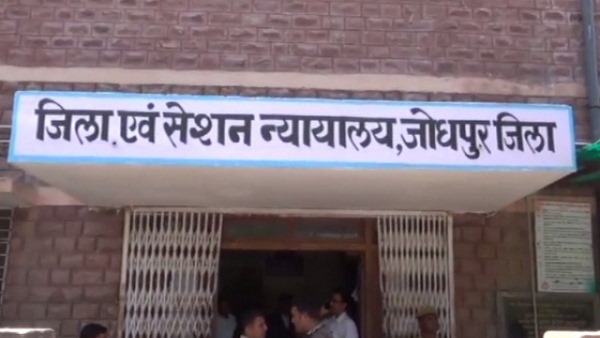 जिला एवं सेशन न्यायालय, जोधपुर जिला